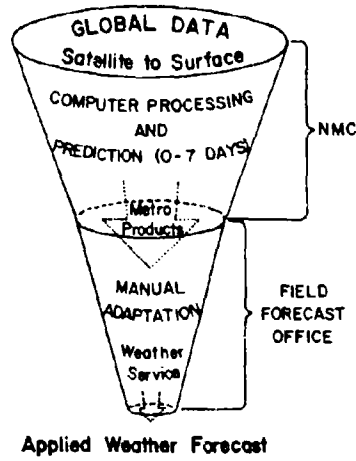 GLOBAL DATA
Satellite to Surface
COMPUTER PROCESSING
AND
PREDICTION (0-7 DAYS)
NMC
Metro
Products
MANUAL
ADAPTATION
FIELD
FORECAST
OFFICE
Weather
Service
Applied Weather Forecast